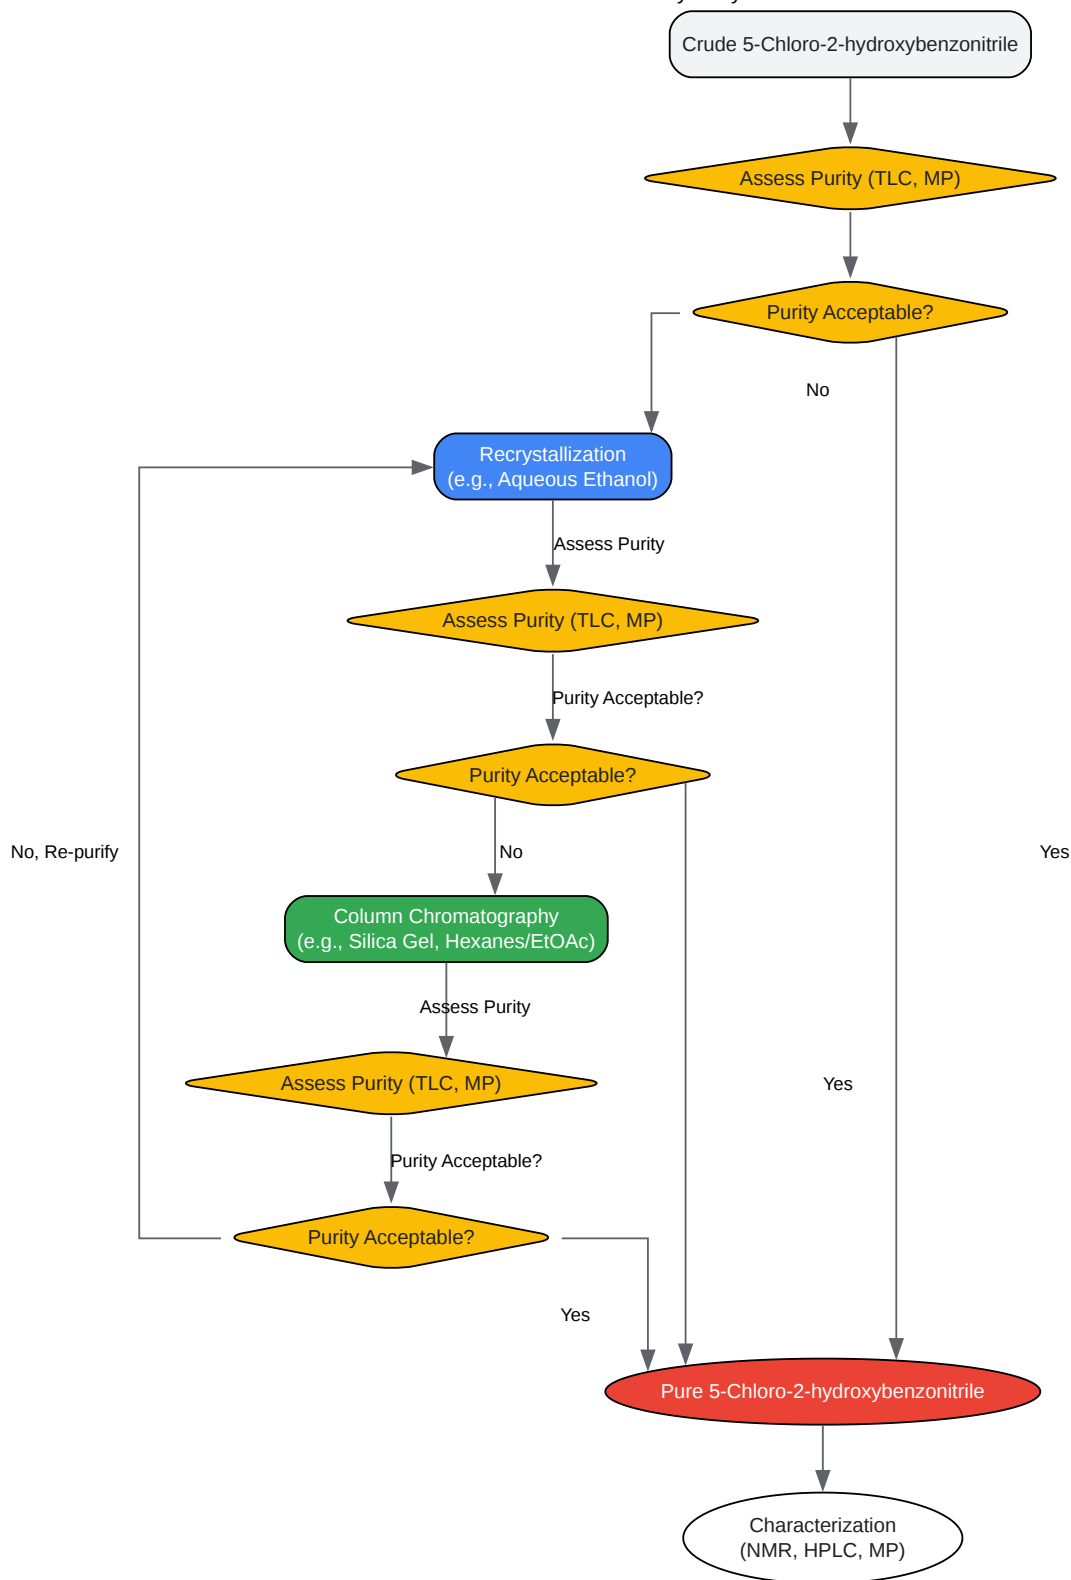 Crude 5-Chloro-2-hydroxybenzonitrile
Assess Purity (TLC, MP)
Purity Acceptable?
No
Recrystallization
(e.g., Aqueous Ethanol)
Assess Purity
Assess Purity (TLC, MP)
Purity Acceptable?
Purity Acceptable?
No, Re-purify
No
Yes
Column Chromatography
(e.g., Silica Gel, Hexanes/EtOAc)
Assess Purity
Assess Purity (TLC, MP)
Yes
Purity Acceptable?
Purity Acceptable?
Yes
Pure 5-Chloro-2-hydroxybenzonitrile
Characterization
(NMR, HPLC, MP)